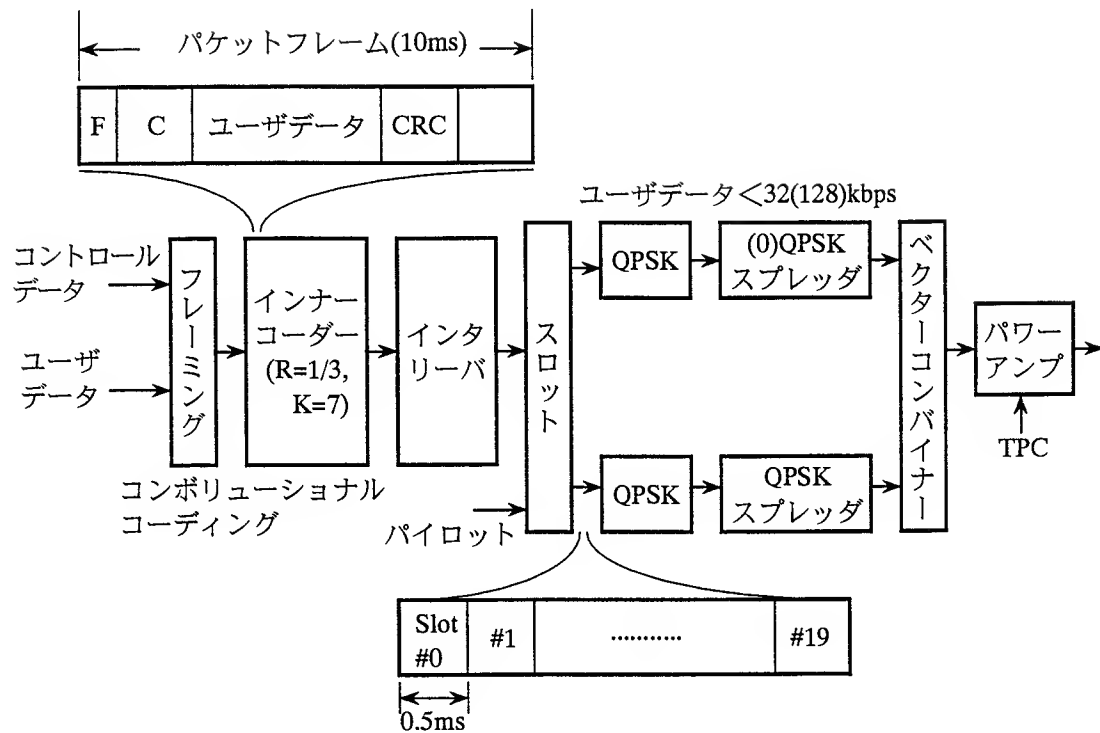 パケットフレーム(10ms)
F
C
ユーザデータ
CRC
ユーザデータ<32(128)kbps
コントロール
データ
ユーザ
データ
フレーミング
インナー
コーダー
(R=1/3,
K=7)
コンボリューショナル
コーディング
インタ
リーバ
パイロット
スロット
QPSK
(0)QPSK
スプレッダ
QPSK
QPSK
スプレッダ
ベクターコンバイナー
パワー
アンプ
TPC
Slot
#0
#1
...........
#19
0.5ms